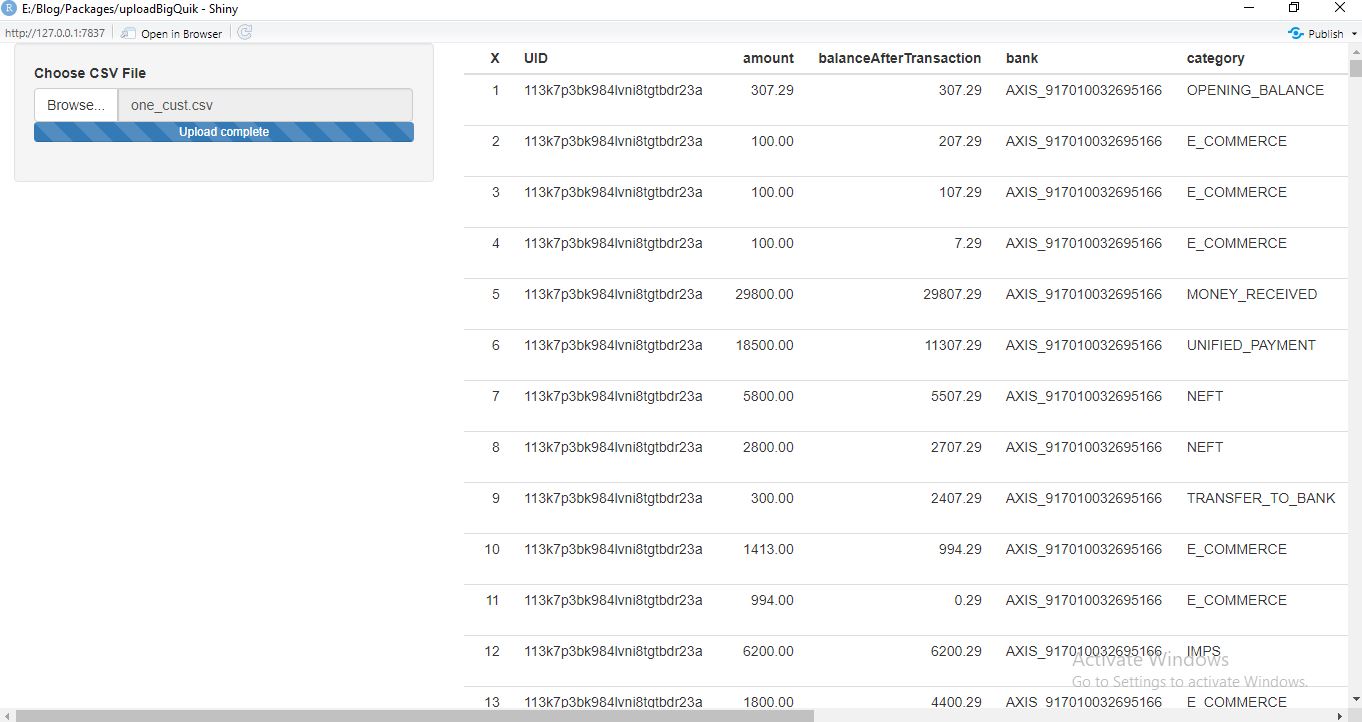 E:/Blog/Packages/uploadBigQuik - Shiny
http://127.0.0.1:7837 Open in Browser Publish
Choose CSV File
Browse... one_cust.csv
Upload complete
X UID amount balanceAfterTransaction bank category
1 113k7p3bk984lvni8tgtbdr23a 307.29 307.29 AXIS_917010032695166 OPENING_BALANCE
2 113k7p3bk984lvni8tgtbdr23a 100.00 207.29 AXIS_917010032695166 E_COMMERCE
3 113k7p3bk984lvni8tgtbdr23a 100.00 107.29 AXIS_917010032695166 E_COMMERCE
4 113k7p3bk984lvni8tgtbdr23a 100.00 7.29 AXIS_917010032695166 E_COMMERCE
5 113k7p3bk984lvni8tgtbdr23a 29800.00 29807.29 AXIS_917010032695166 MONEY_RECEIVED
6 113k7p3bk984lvni8tgtbdr23a 18500.00 11307.29 AXIS_917010032695166 UNIFIED_PAYMENT
7 113k7p3bk984lvni8tgtbdr23a 5800.00 5507.29 AXIS_917010032695166 NEFT
8 113k7p3bk984lvni8tgtbdr23a 2800.00 2707.29 AXIS_917010032695166 NEFT
9 113k7p3bk984lvni8tgtbdr23a 300.00 2407.29 AXIS_917010032695166 TRANSFER_TO_BANK
10 113k7p3bk984lvni8tgtbdr23a 1413.00 994.29 AXIS_917010032695166 E_COMMERCE
11 113k7p3bk984lvni8tgtbdr23a 994.00 0.29 AXIS_917010032695166 E_COMMERCE
12 113k7p3bk984lvni8tgtbdr23a 6200.00 6200.29 AXIS_917010032695166 IMPS
Activate Windows
Go to Settings to activate Windows.
13 113k7p3bk984lvni8tgtbdr23a 1800.00 4400.29 AXIS_917010032695166 E_COMMERCE